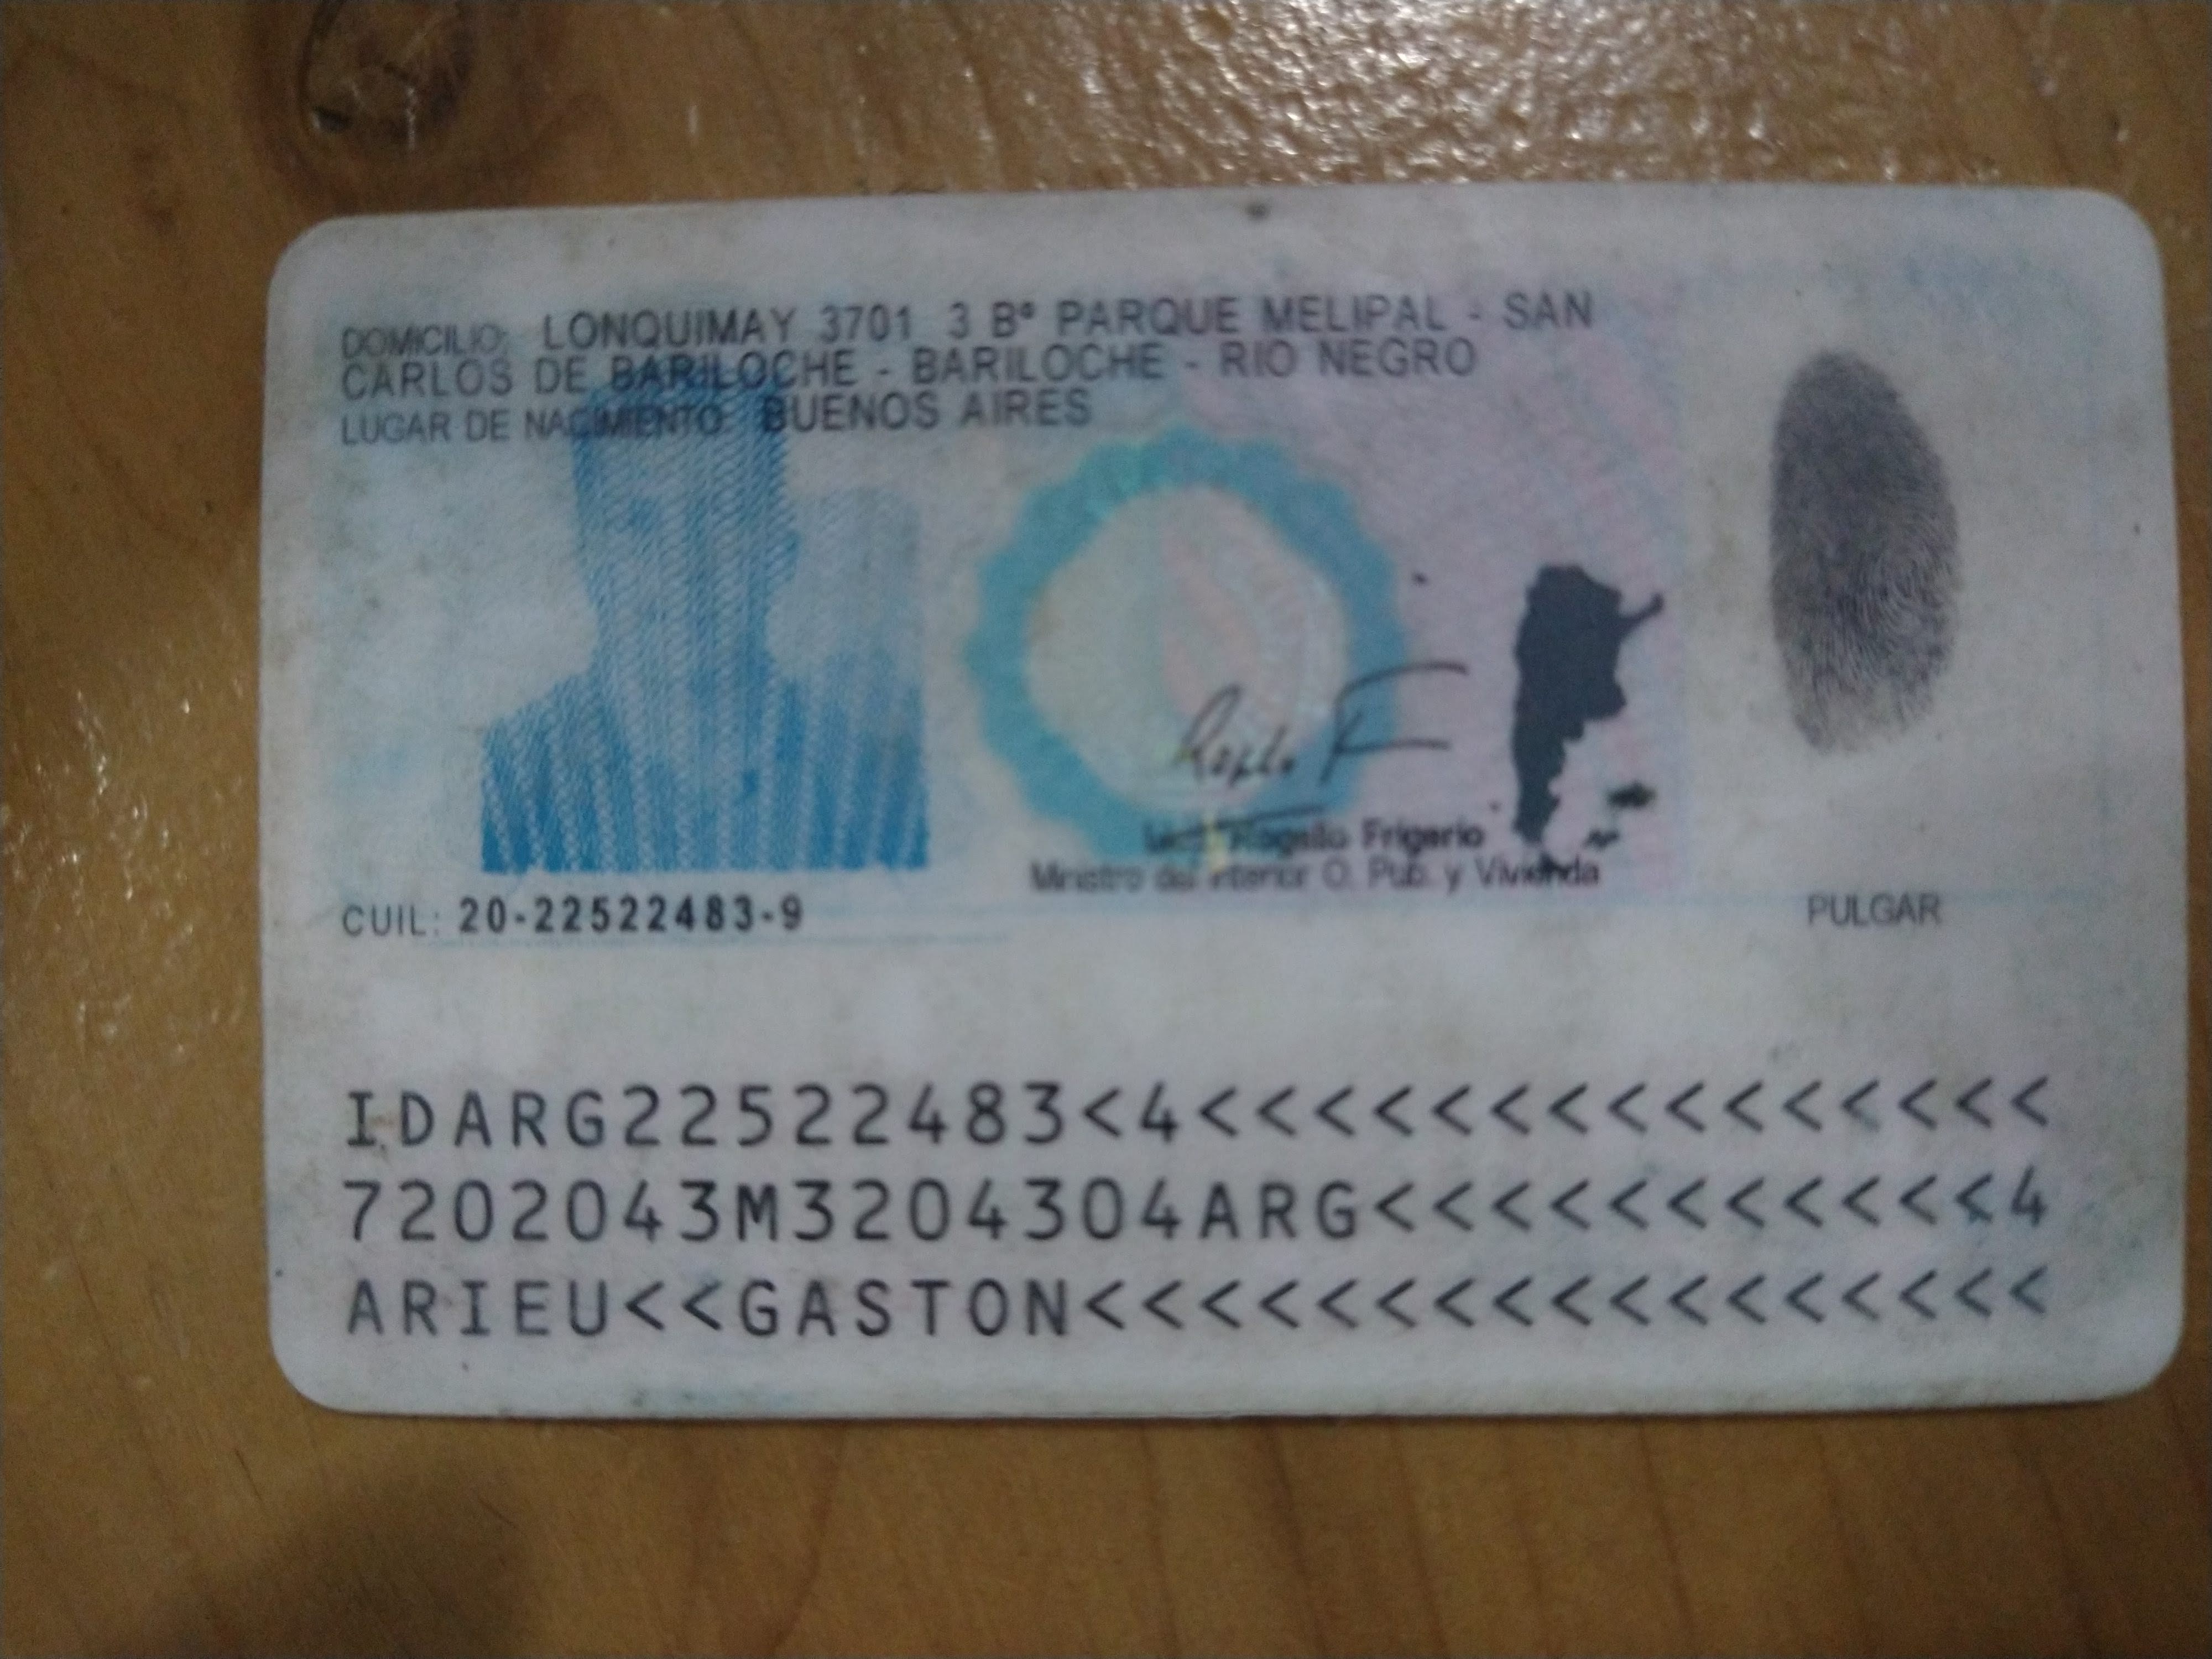 DOMICILIO: LONQUIMAY 3701 3 Bº PARQUE MELIPAL - SAN
CARLOS DE BARILOCHE - BARILOCHE - RIO NEGRO
LUGAR DE NACIMIENTO: BUENOS AIRES
Rogelio Frigerio
Ministro del Interior O. Pub. y Vivienda
CUIL: 20-22522483-9
PULGAR
IDARG22522483<4<<<<<<<<<<<<<<<
7202043M3204304ARG<<<<<<<<<<<4
ARIEU<<GASTON<<<<<<<<<<<<<<<<<